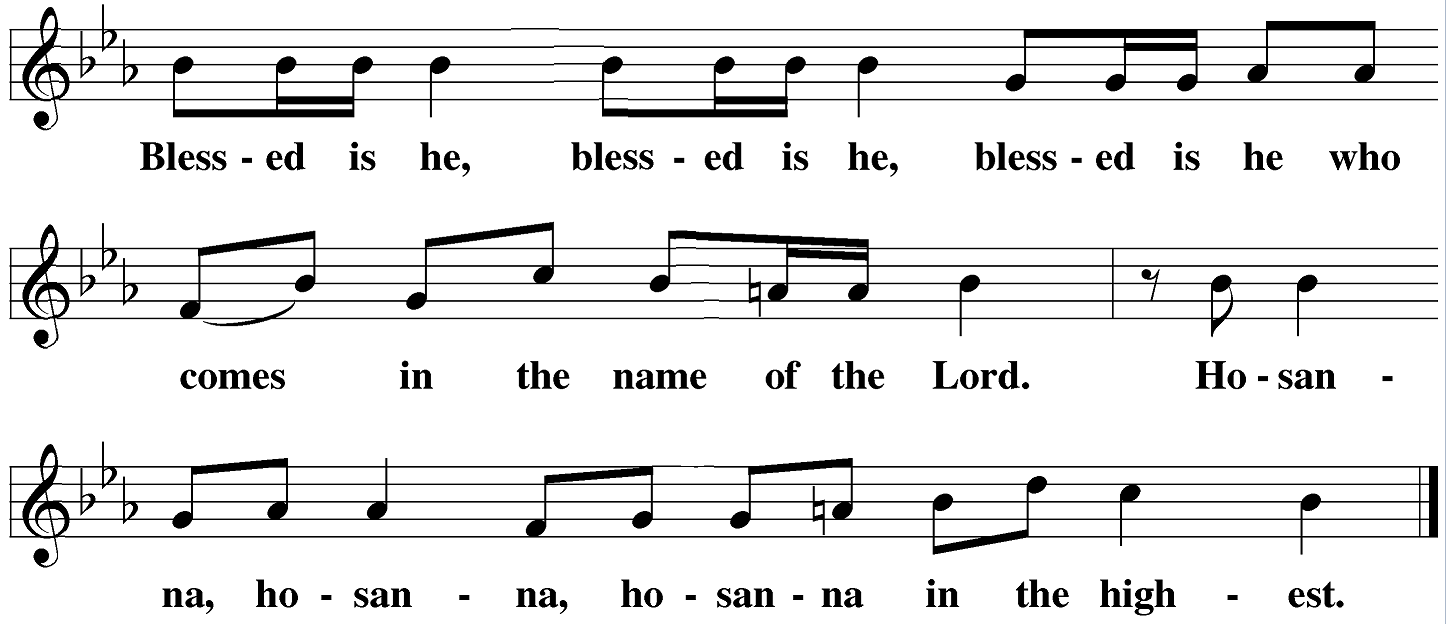 Bless - ed is he, bless - ed is he, bless - ed is he who
comes in the name of the Lord. Ho - san -
na, ho - san - na, ho - san - na in the high - est.